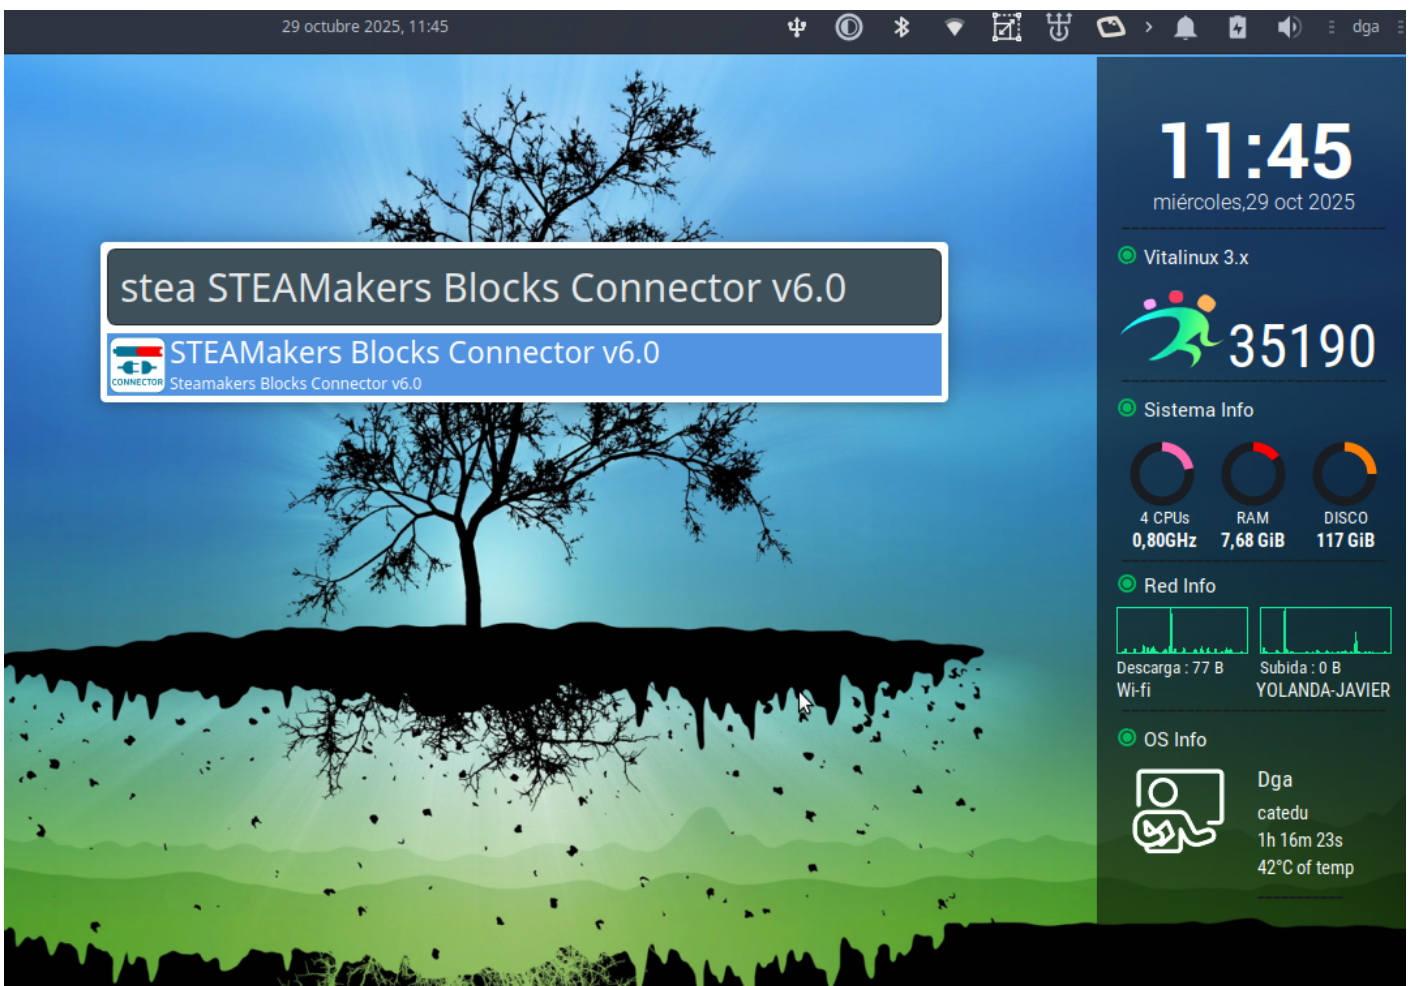 29 octubre 2025, 11:45
dga
stea STEAMakers Blocks Connector v6.0
CONNECTOR
STEAMakers Blocks Connector v6.0
Steamakers Blocks Connector v6.0
11:45
miércoles,29 oct 2025
Vitalinux 3.x
35190
Sistema Info
4 CPUs RAM DISCO
0,80GHz 7,68 GiB 117 GiB
Red Info
Descarga : 77 B Subida : 0 B
Wi-fi YOLANDA-JAVIER
OS Info
Dga
catedu
1h 16m 23s
42°C of temp